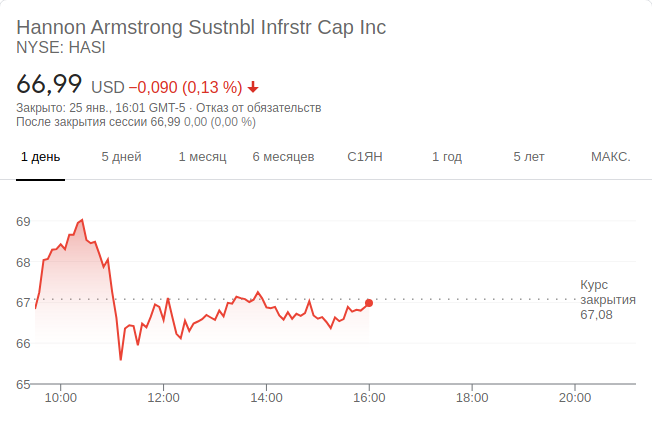 Hannon Armstrong Sustnbl Infrstr Cap Inc
NYSE: HASI
66,99 USD −0,090 (0,13 %)
Закрыто: 25 янв., 16:01 GMT-5 · Отказ от обязательств
После закрытия сессии 66,99 0,00 (0,00 %)
1 день 5 дней 1 месяц 6 месяцев С1ЯН 1 год 5 лет МАКС.
69
68
67
66
65
Курс
закрытия
67,08
10:00 12:00 14:00 16:00 18:00 20:00